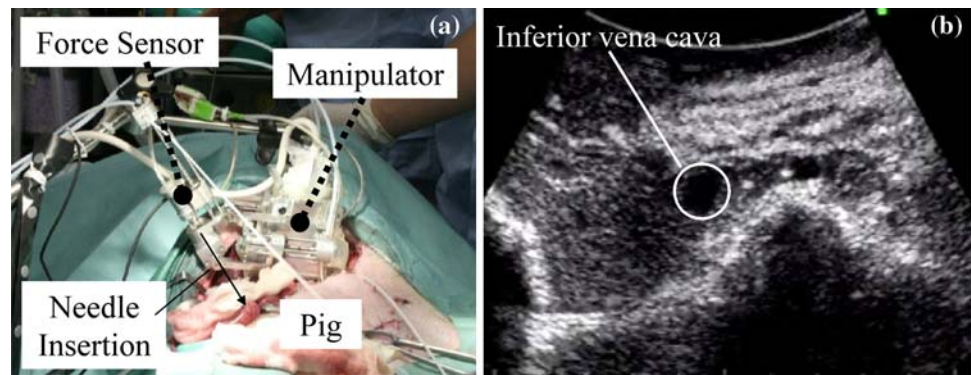 (a)
Force Sensor
Manipulator
Needle
Insertion
Pig
(b)
Inferior vena cava